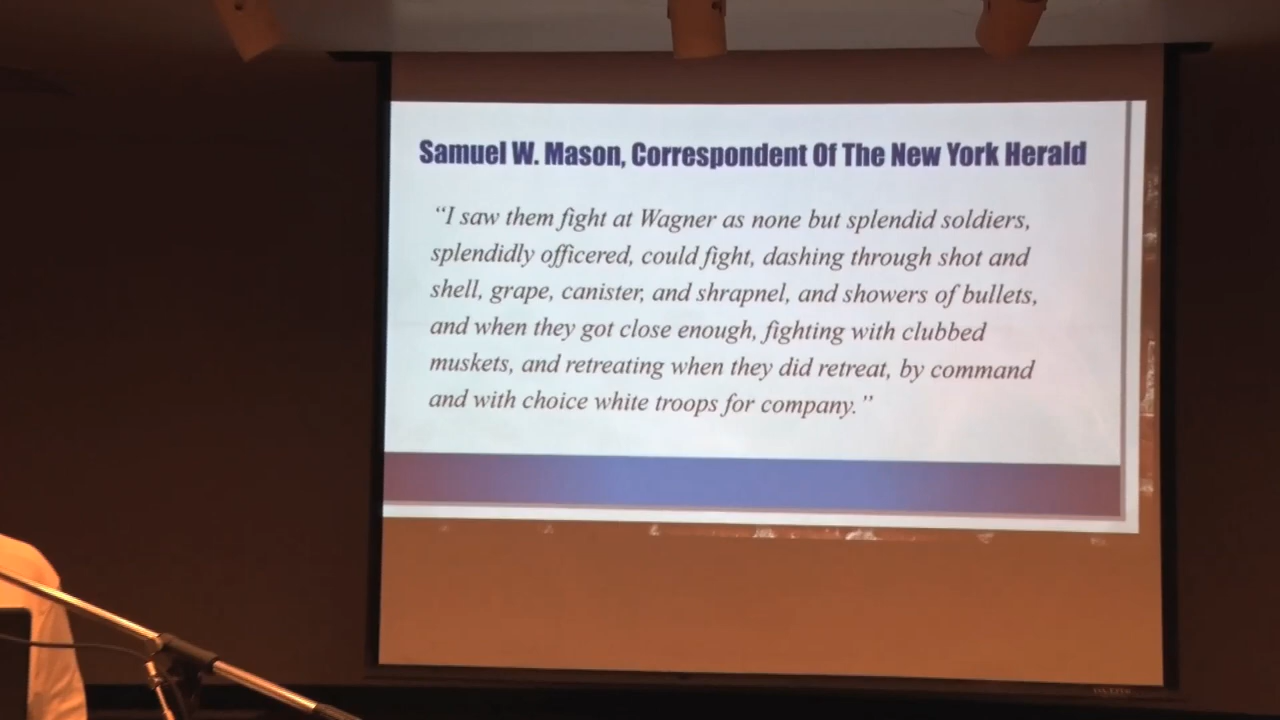 Samuel W. Mason, Correspondent Of The New York Herald
“I saw them fight at Wagner as none but splendid soldiers,
splendidly officered, could fight, dashing through shot and
shell, grape, canister, and shrapnel, and showers of bullets,
and when they got close enough, fighting with clubbed
muskets, and retreating when they did retreat, by command
and with choice white troops for company.”